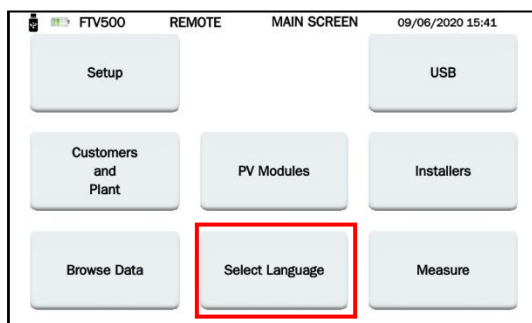 FTV500 REMOTE MAIN SCREEN 09/06/2020 15:41
Setup
USB
Customers
and
Plant
PV Modules
Installers
Browse Data
Select Language
Measure